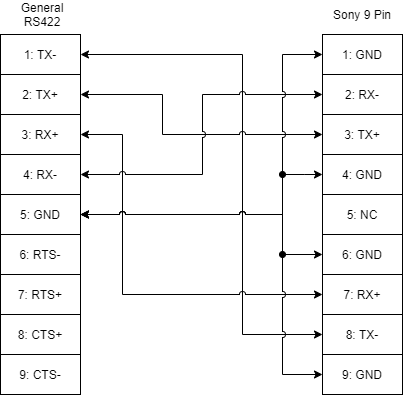 General
RS422
Sony 9 Pin
1: TX-
2: TX+
3: RX+
4: RX-
5: GND
6: RTS-
7: RTS+
8: CTS+
9: CTS-
1: GND
2: RX-
3: TX+
4: GND
5: NC
6: GND
7: RX+
8: TX-
9: GND